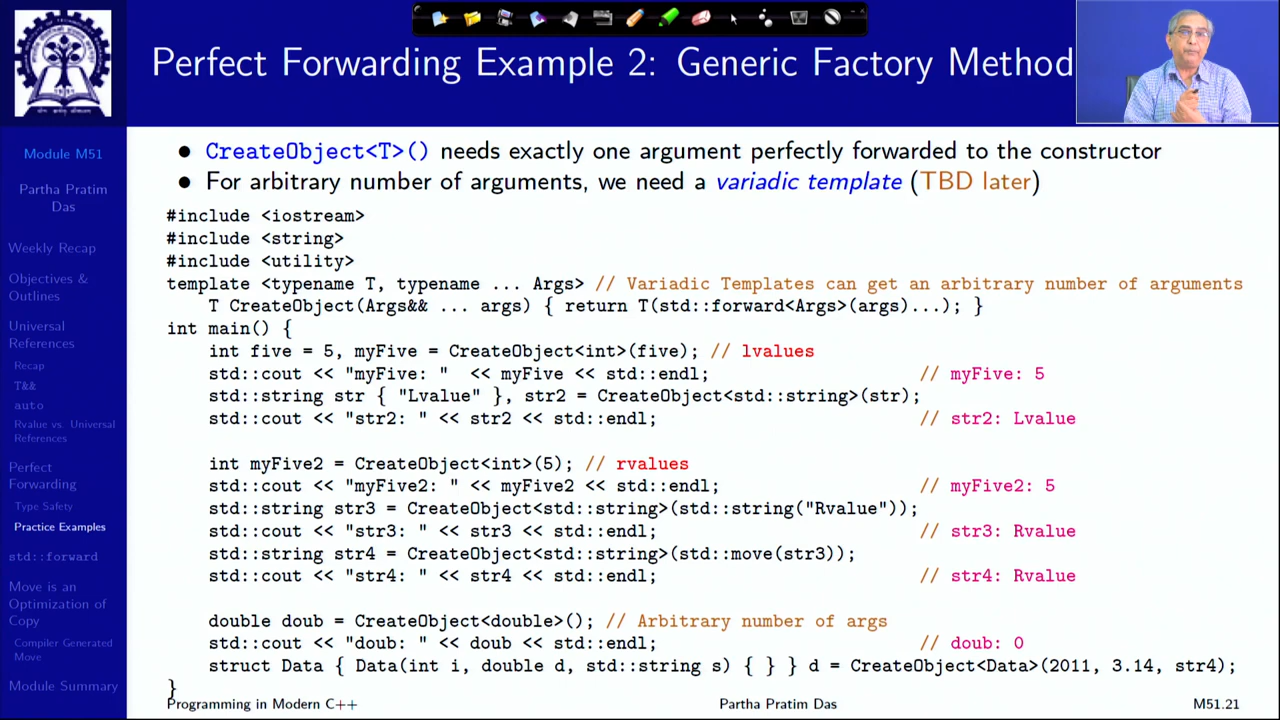 Perfect Forwarding Example 2: Generic Factory Method
Module M51
Partha Pratim
Das
Weekly Recap
Objectives &
Outlines
Universal
References
Recap
T&&
auto
Rvalue vs. Universal
References
Perfect
Forwarding
Type Safety
Practice Examples
std::forward
Move is an
Optimization of
Copy
Compiler Generated
Move
Module Summary
• CreateObject<T>() needs exactly one argument perfectly forwarded to the constructor
• For arbitrary number of arguments, we need a variadic template (TBD later)
#include <iostream>
#include <string>
#include <utility>
template <typename T, typename ... Args> // Variadic Templates can get an arbitrary number of arguments
T CreateObject(Args&& ... args) { return T(std::forward<Args>(args)...); }
int main() {
int five = 5, myFive = CreateObject<int>(five); // lvalues
std::cout << "myFive: " << myFive << std::endl; // myFive: 5
std::string str { "Lvalue" }, str2 = CreateObject<std::string>(str);
std::cout << "str2: " << str2 << std::endl; // str2: Lvalue
int myFive2 = CreateObject<int>(5); // rvalues
std::cout << "myFive2: " << myFive2 << std::endl; // myFive2: 5
std::string str3 = CreateObject<std::string>(std::string("Rvalue"));
std::cout << "str3: " << str3 << std::endl; // str3: Rvalue
std::string str4 = CreateObject<std::string>(std::move(str3));
std::cout << "str4: " << str4 << std::endl; // str4: Rvalue
double doub = CreateObject<double>(); // Arbitrary number of args
std::cout << "doub: " << doub << std::endl; // doub: 0
struct Data { Data(int i, double d, std::string s) { } } d = CreateObject<Data>(2011, 3.14, str4);
}
Programming in Modern C++
Partha Pratim Das
M51.21